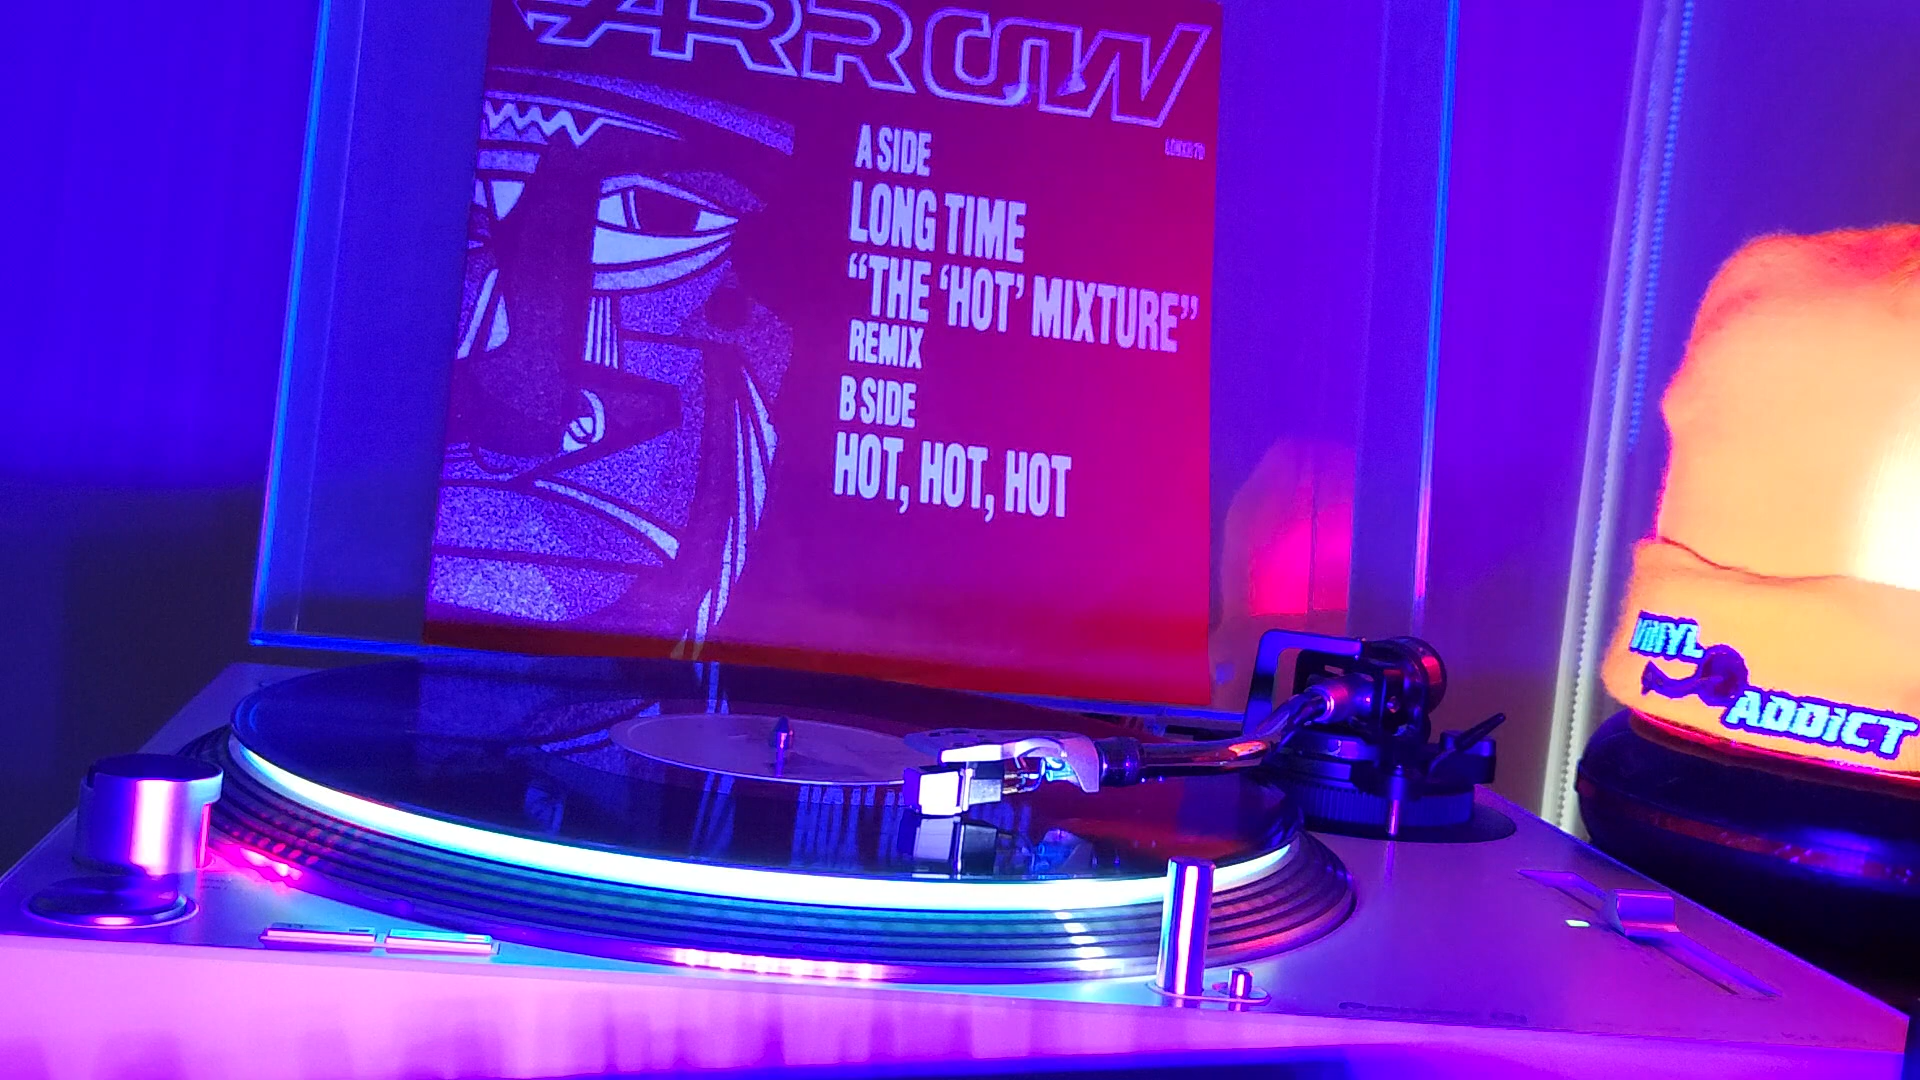 ARROW
A SIDE
LONG TIME
"THE 'HOT' MIXTURE"
REMIX
B SIDE
HOT, HOT, HOT
VINYL
ADDICT